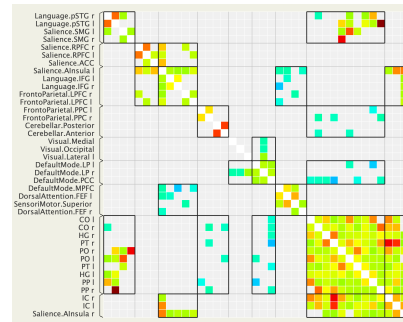 Language.pSTG r
Language.pSTG l
Salience.SMG l
Salience.SMG r
Salience.RPFC r
Salience.RPFC l
Salience.ACC
Salience.AInsula l
Language.IFG l
Language.IFG r
FrontoParietal.LPFC r
FrontoParietal.LPFC l
FrontoParietal.PPC l
FrontoParietal.PPC r
Cerebellar.Posterior
Cerebellar.Anterior
Visual.Medial
Visual.Occipital
Visual.Lateral l
DefaultMode.LP l
DefaultMode.LP r
DefaultMode.PCC
DefaultMode.MPFC
DorsalAttention.FEF l
SensoriMotor.Superior
DorsalAttention.FEF r
CO l
CO r
HG r
PT r
PO r
PO l
PT l
HG l
PP l
PP r
IC r
IC l
Salience.AInsula r